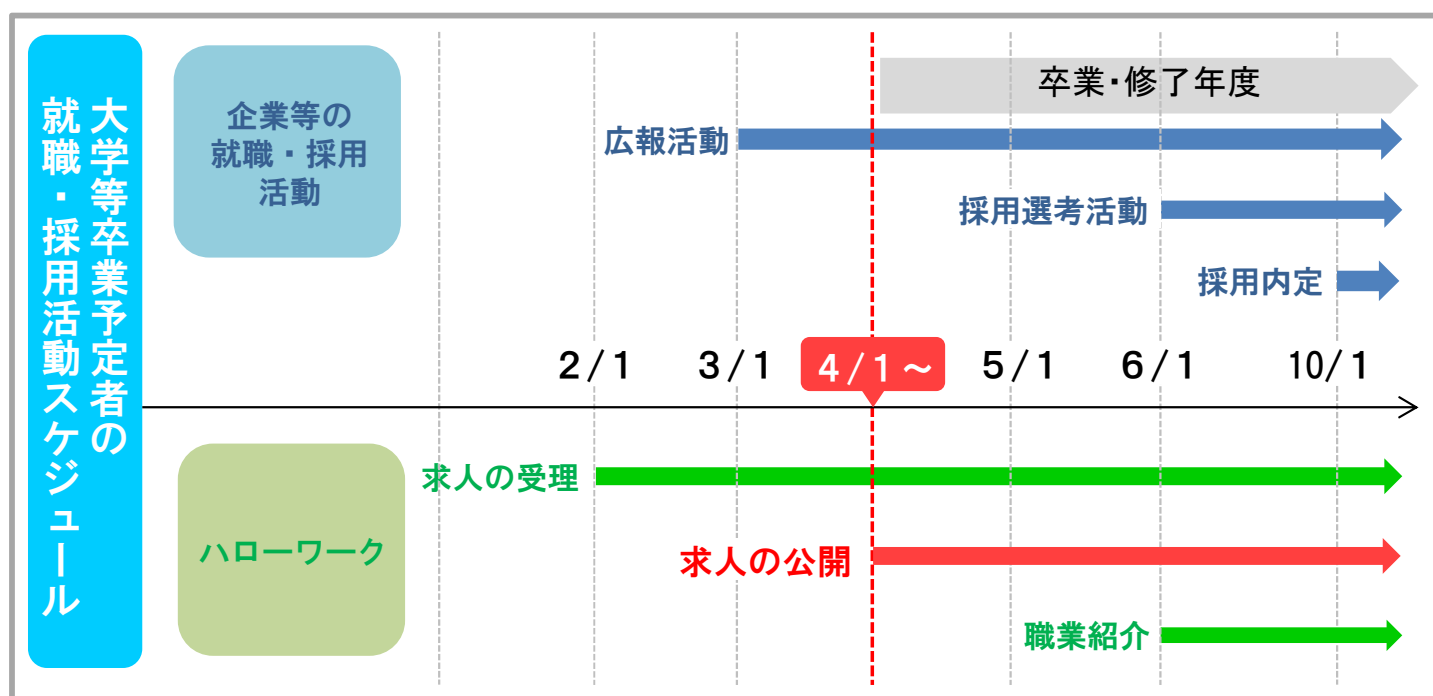 大学等卒業予定者の
就職・採用活動スケジュール
企業等の
就職・採用
活動
卒業・修了年度
広報活動
採用選考活動
採用内定
2/1
3/1
4/1～
5/1
6/1
10/1
ハローワーク
求人の受理
求人の公開
職業紹介